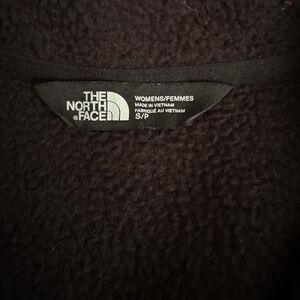 THE
NORTH
®FACE
WOMENS/FEMMES
MADE IN VIETNAM
FABRIQUÉ AU VIETNAM
S/P